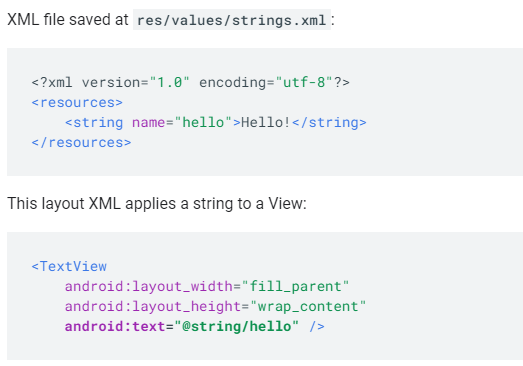 XML file saved at res/values/strings.xml:
<?xml version="1.0" encoding="utf-8"?>
<resources>
    <string name="hello">Hello!</string>
</resources>
This layout XML applies a string to a View:
<TextView
    android:layout_width="fill_parent"
    android:layout_height="wrap_content"
    android:text="@string/hello" />